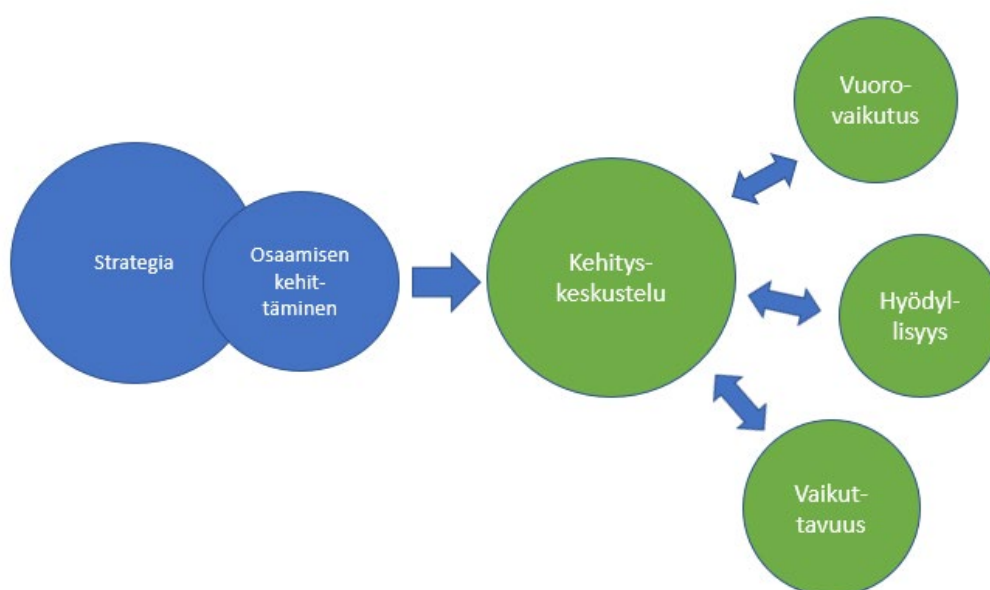 Strategia
Osaamisen
kehit-
täminen
Kehitys-
keskustelu
Vuoro-
vaikutus
Hyödyl-
lisyys
Vaikut-
tavuus